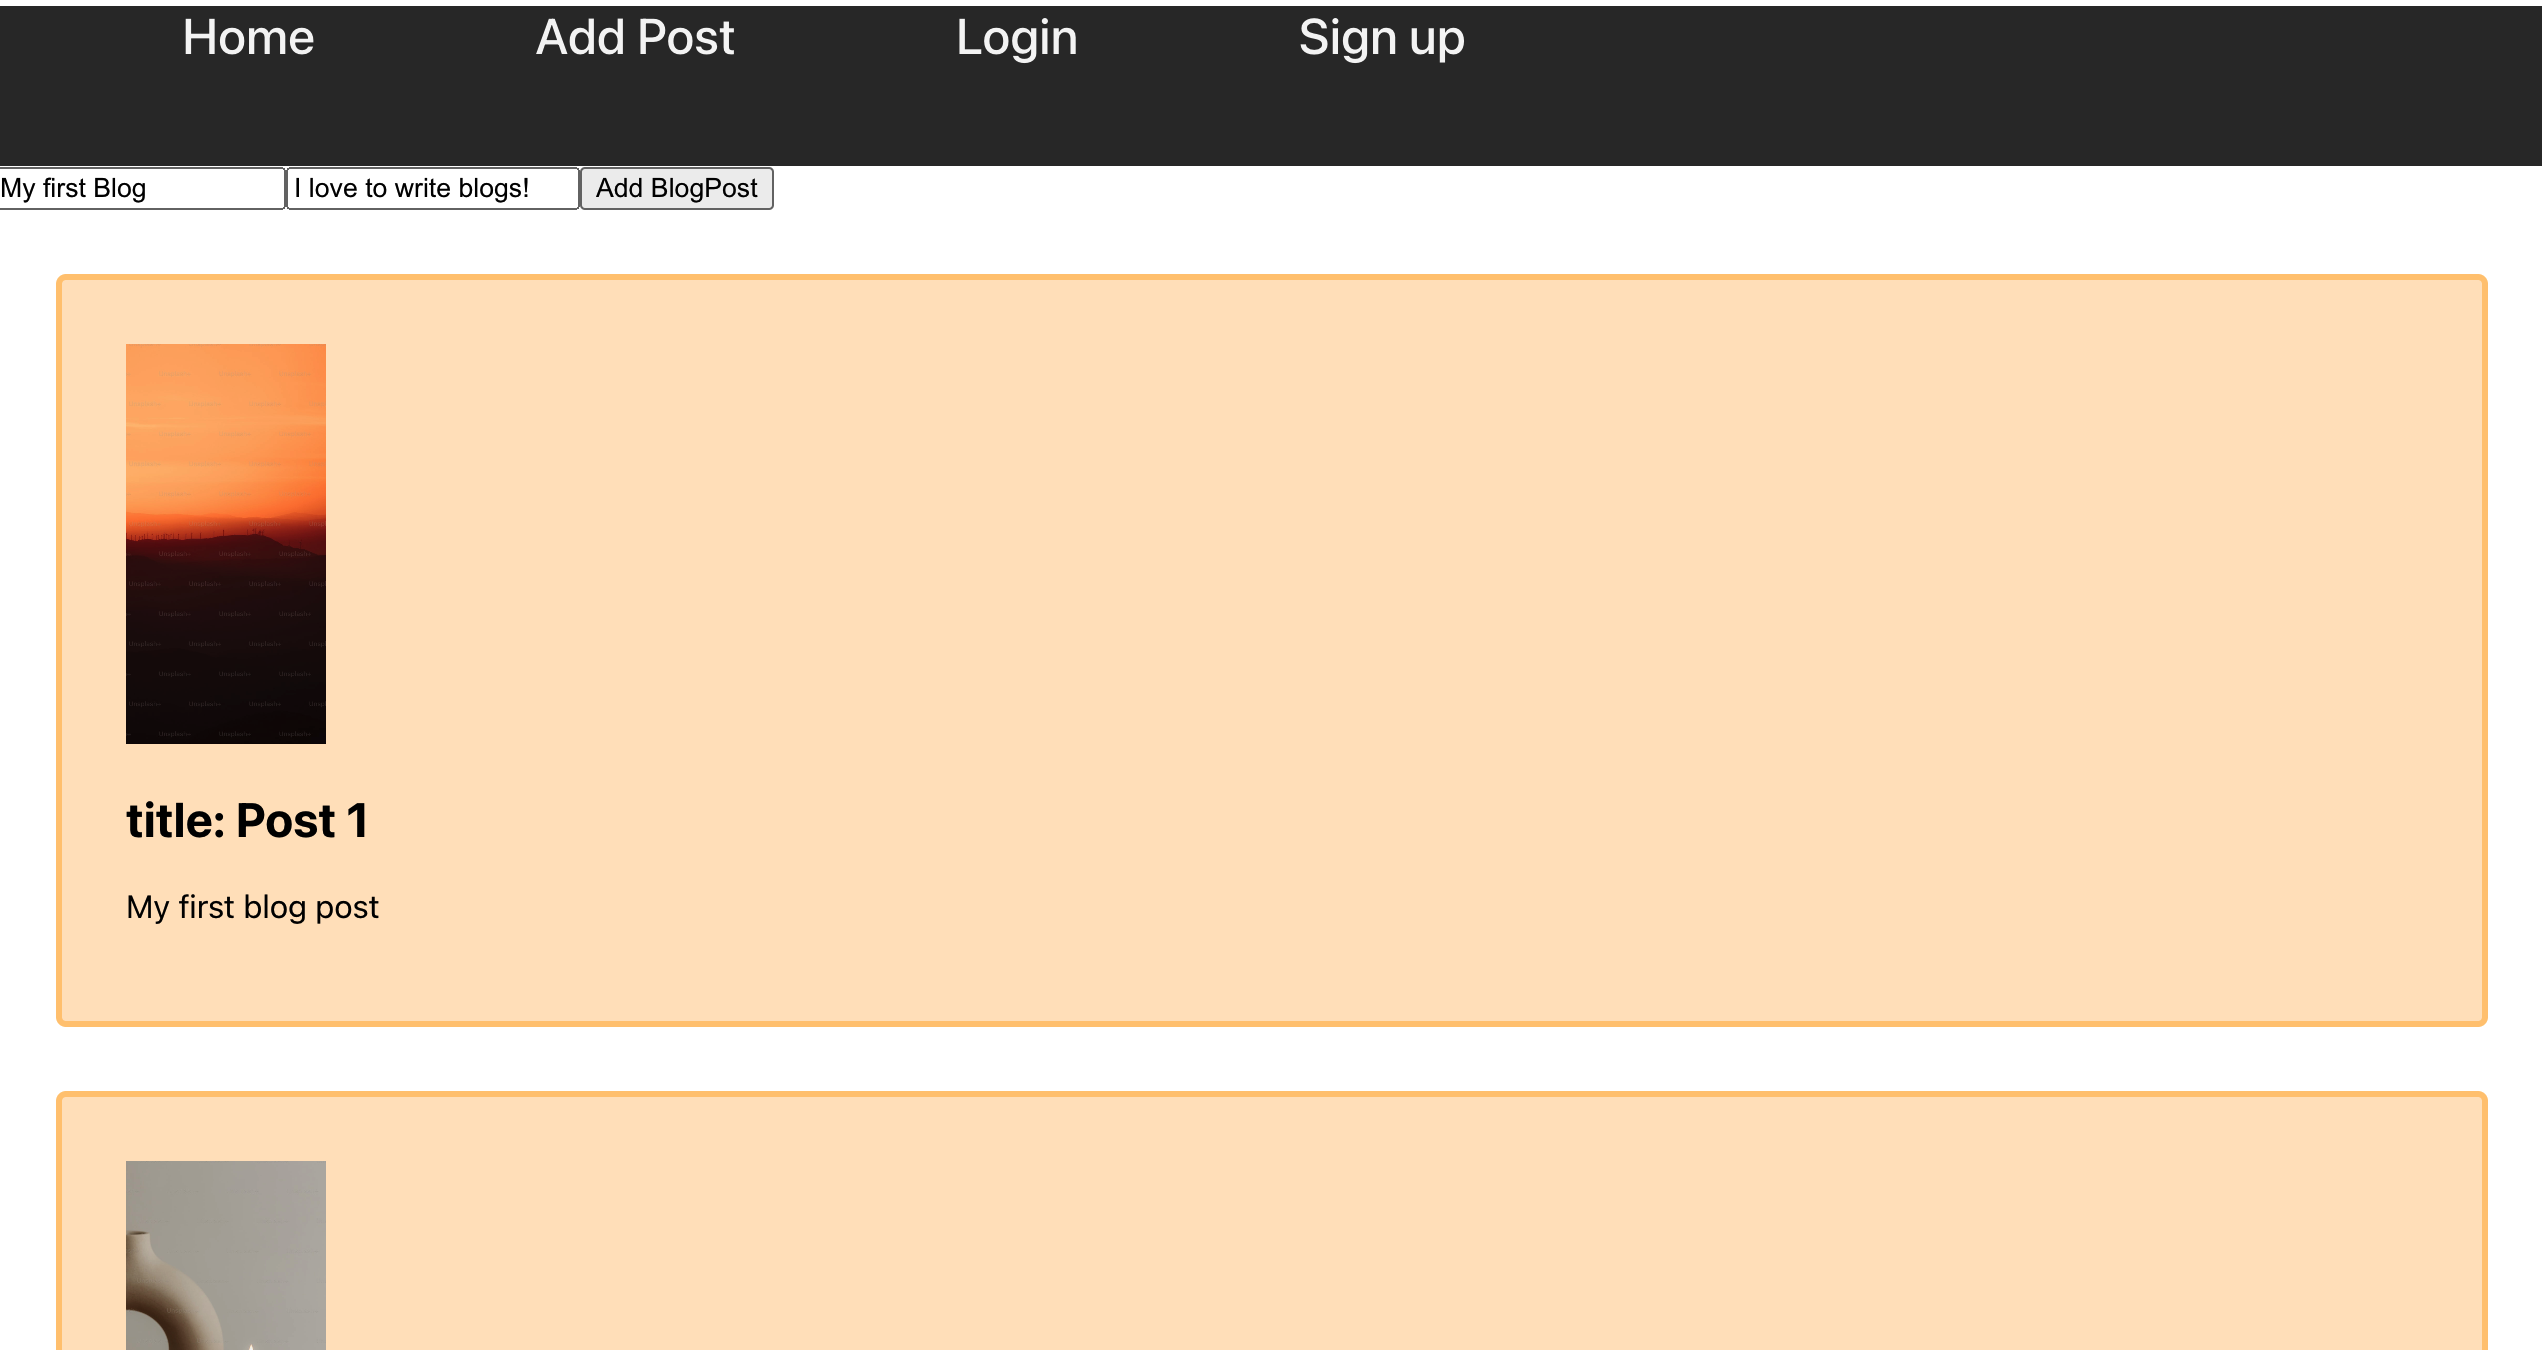 Home Add Post Login Sign up
My first Blog I love to write blogs! Add BlogPost
title: Post 1
My first blog post